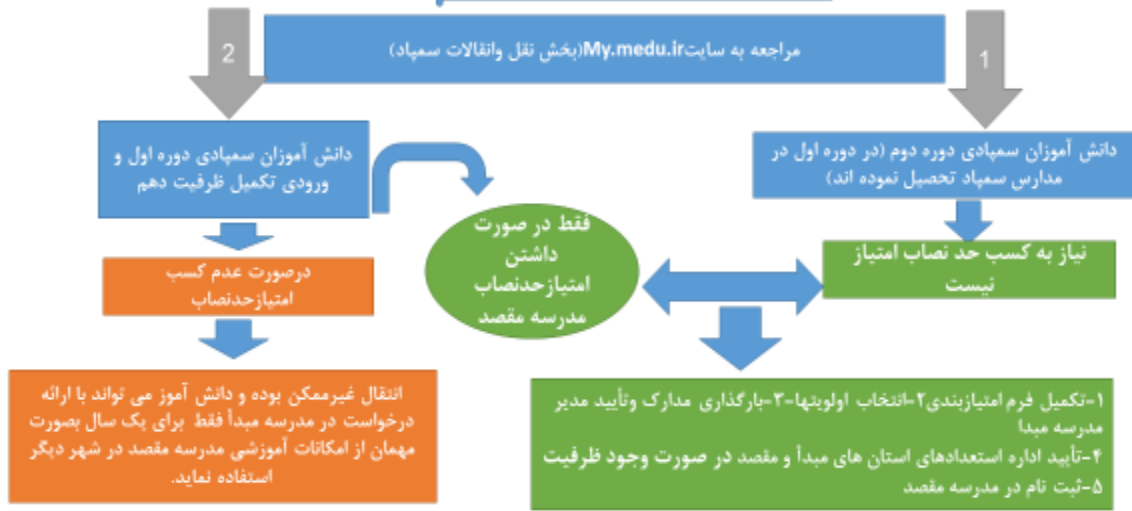 مراجعه به سایتMy.medu.ir(بخش نقل وانتقالات سمپاد)
1
2
دانش آموزان سمپادی دوره دوم (در دوره اول در
مدارس سمپاد تحصیل نموده اند)
نیاز به کسب حد نصاب امتیاز
نیست
دانش آموزان سمپادی دوره اول و
ورودی تکمیل ظرفیت دهم
فقط در صورت
داشتن
امتیازحدنصاب
مدرسه مقصد
درصورت عدم کسب
امتیازحدنصاب
۱-تکمیل فرم امتیازبندی۲-انتخاب اولویتها-۳-بارگذاری مدارک وتأیید مدیر
مدرسه مبدا
۴-تأیید اداره استعدادهای استان های مبدأ و مقصد در صورت وجود ظرفیت
۵-ثبت نام در مدرسه مقصد
انتقال غیرممکن بوده و دانش آموز می تواند با ارائه
درخواست در مدرسه مبدأ فقط برای یک سال بصورت
مهمان از امکانات آموزشی مدرسه مقصد در شهر دیگر
استفاده نماید.